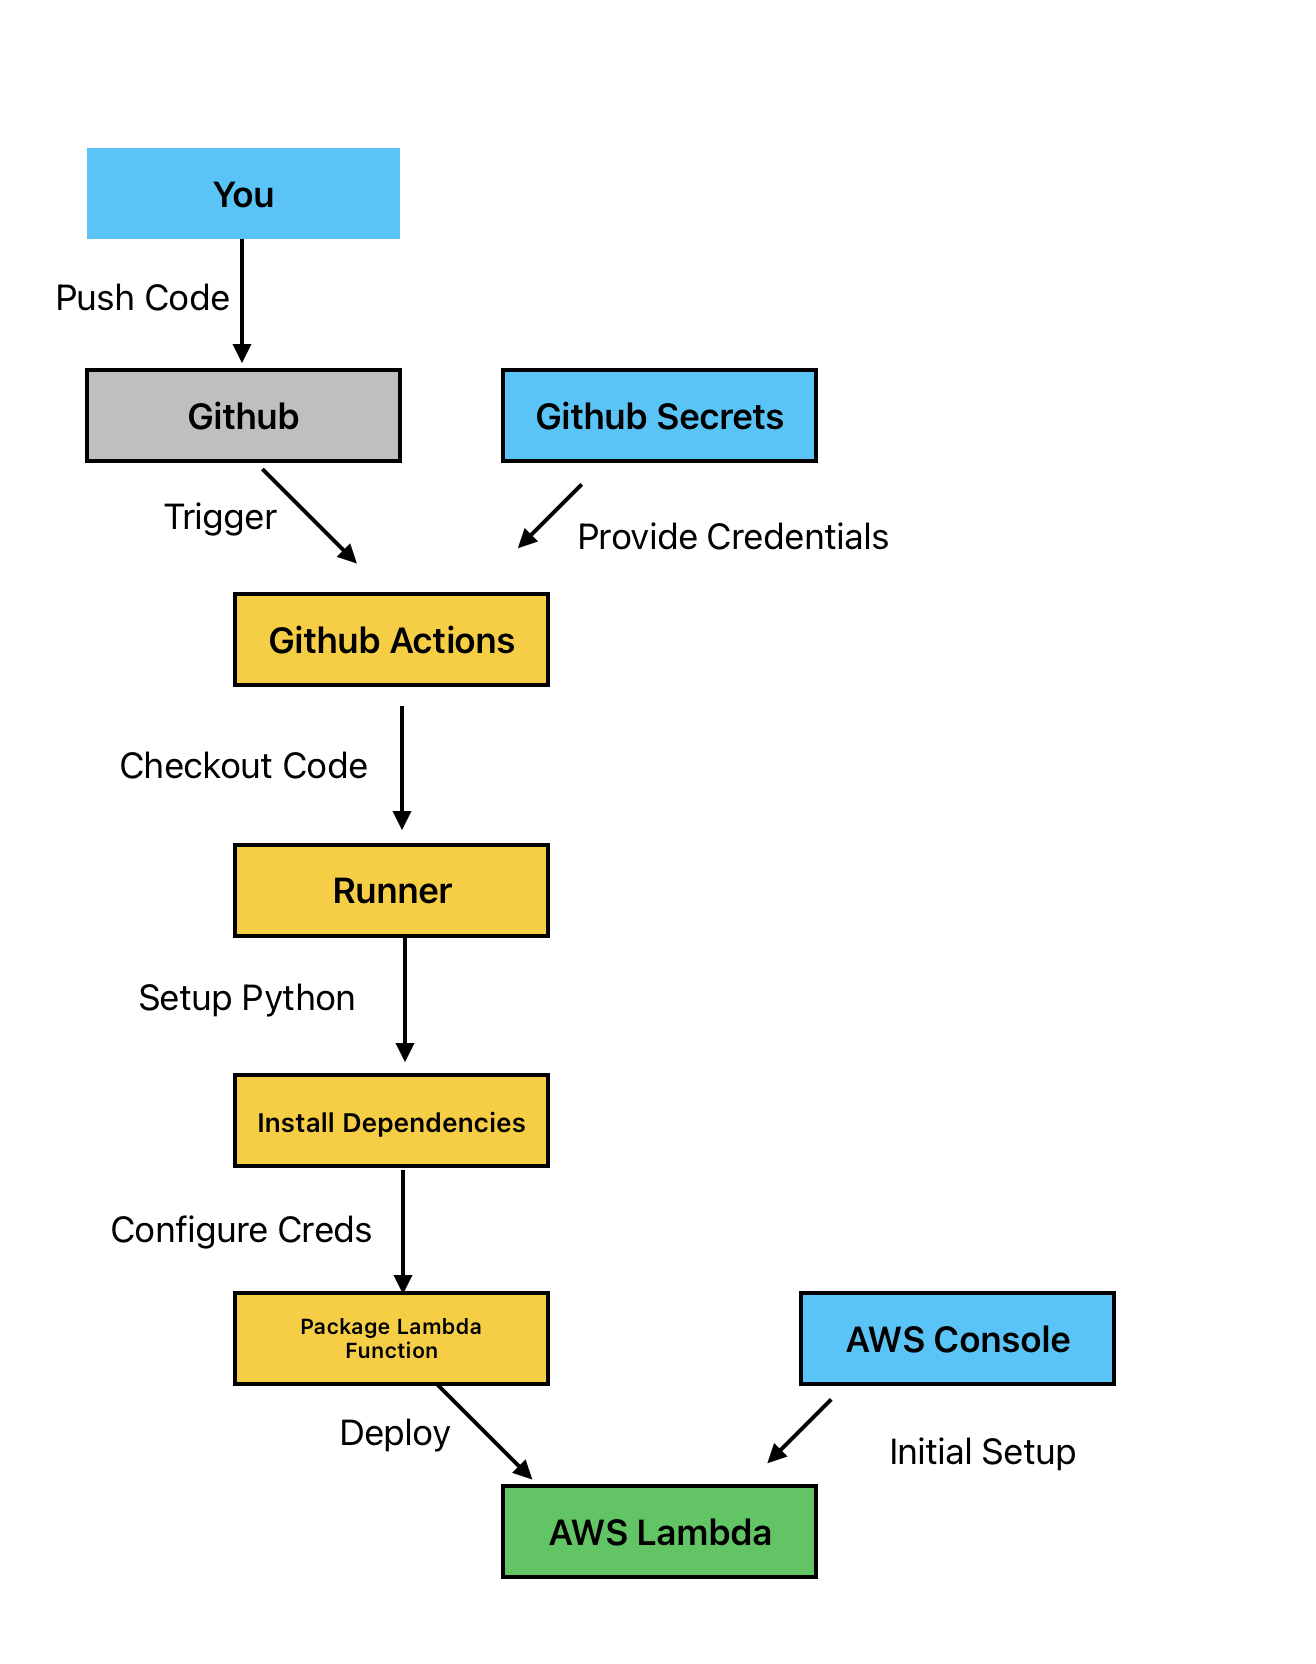 You
Push Code
Github
Github Secrets
Trigger
Provide Credentials
Github Actions
Checkout Code
Runner
Setup Python
Install Dependencies
Configure Creds
Package Lambda
Function
AWS Console
Deploy
Initial Setup
AWS Lambda